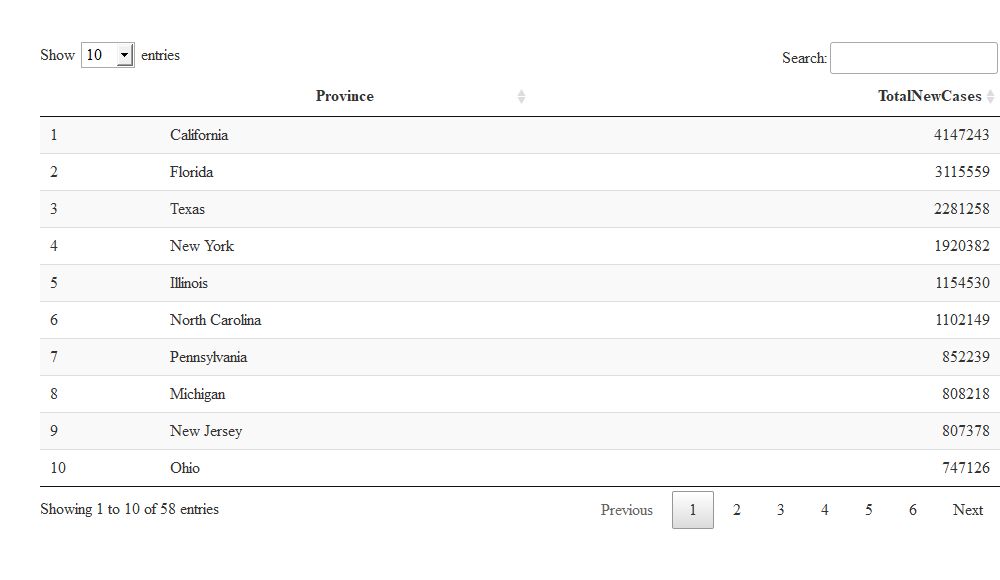 Show 10 entries Search:
Province TotalNewCases
1 California 4147243
2 Florida 3115559
3 Texas 2281258
4 New York 1920382
5 Illinois 1154530
6 North Carolina 1102149
7 Pennsylvania 852239
8 Michigan 808218
9 New Jersey 807378
10 Ohio 747126
Showing 1 to 10 of 58 entries Previous 1 2 3 4 5 6 Next